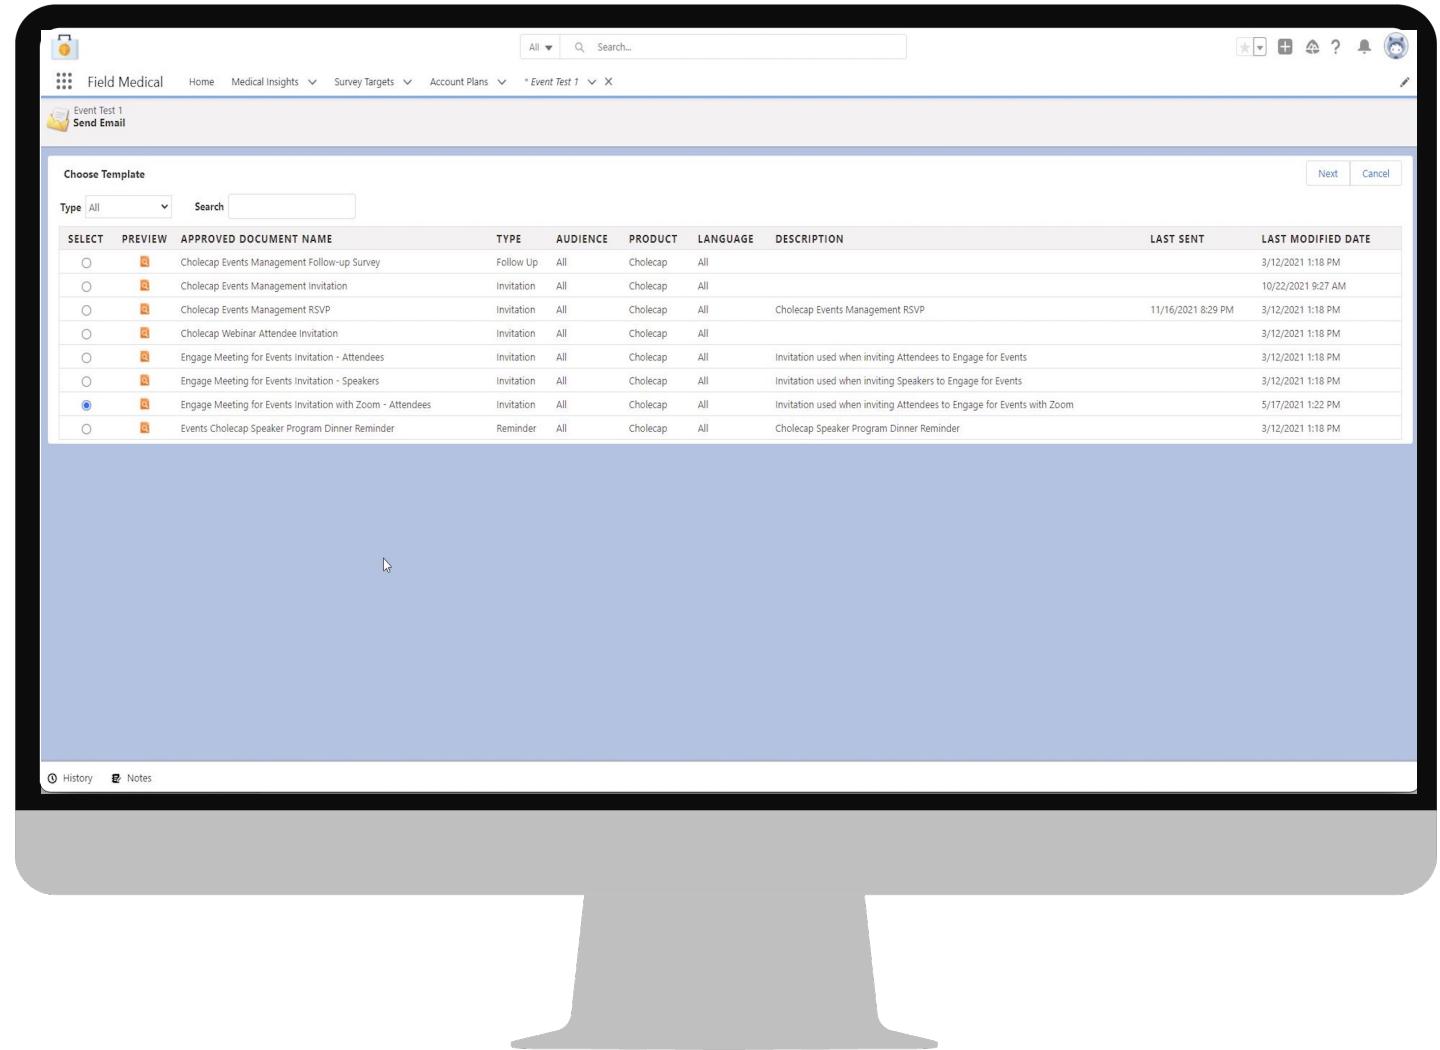 All Search...
Field Medical Home Medical Insights Survey Targets Account Plans * Event Test 1
Event Test 1
Send Email
Choose Template Next Cancel
Type All Search
SELECT PREVIEW APPROVED DOCUMENT NAME TYPE AUDIENCE PRODUCT LANGUAGE DESCRIPTION LAST SENT LAST MODIFIED DATE
Cholecap Events Management Follow-up Survey Follow Up All Cholecap All 3/12/2021 1:18 PM
Cholecap Events Management Invitation Invitation All Cholecap All 10/22/2021 9:27 AM
Cholecap Events Management RSVP Invitation All Cholecap All Cholecap Events Management RSVP 11/16/2021 8:29 PM 3/12/2021 1:18 PM
Cholecap Webinar Attendee Invitation Invitation All Cholecap All 3/12/2021 1:18 PM
Engage Meeting for Events Invitation - Attendees Invitation All Cholecap All Invitation used when inviting Attendees to Engage for Events 3/12/2021 1:18 PM
Engage Meeting for Events Invitation - Speakers Invitation All Cholecap All Invitation used when inviting Speakers to Engage for Events 3/12/2021 1:18 PM
Engage Meeting for Events Invitation with Zoom - Attendees Invitation All Cholecap All Invitation used when inviting Attendees to Engage for Events with Zoom 5/17/2021 1:22 PM
Events Cholecap Speaker Program Dinner Reminder Reminder All Cholecap All Cholecap Speaker Program Dinner Reminder 3/12/2021 1:18 PM
History Notes